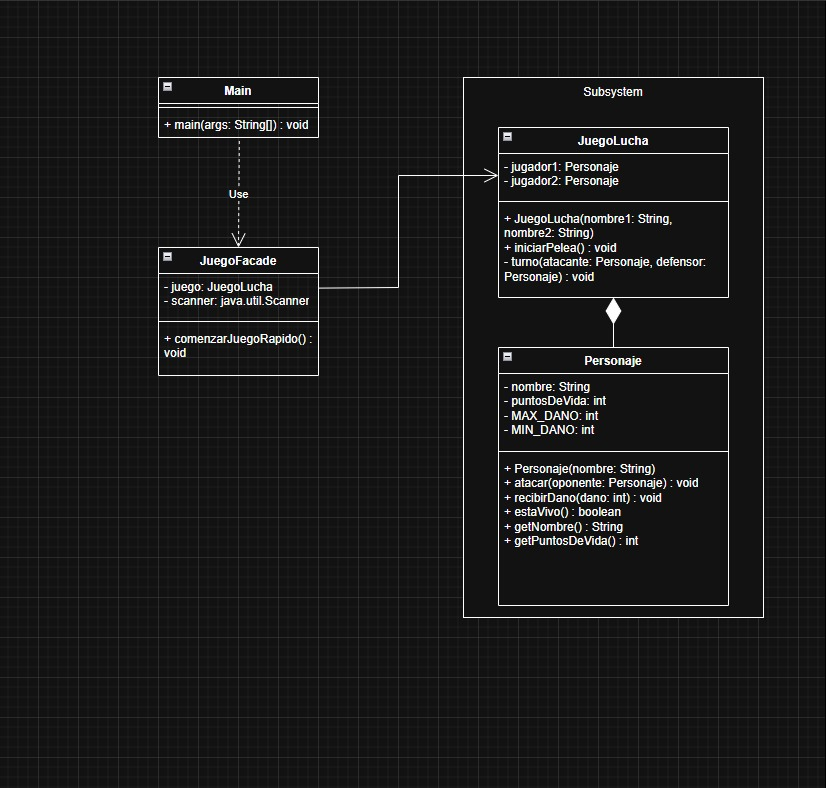 Main
+ main(args: String[]) : void
Use
JuegoFacade
- juego: JuegoLucha
- scanner: java.util.Scanner
+ comenzarJuegoRapido() :
void
Subsystem
JuegoLucha
- jugador1: Personaje
- jugador2: Personaje
+ JuegoLucha(nombre1: String,
nombre2: String)
+ iniciarPelea() : void
- turno(atacante: Personaje, defensor:
Personaje) : void
Personaje
- nombre: String
- puntosDeVida: int
- MAX_DANO: int
- MIN_DANO: int
+ Personaje(nombre: String)
+ atacar(oponente: Personaje) : void
+ recibirDano(dano: int) : void
+ estaVivo() : boolean
+ getNombre() : String
+ getPuntosDeVida() : int